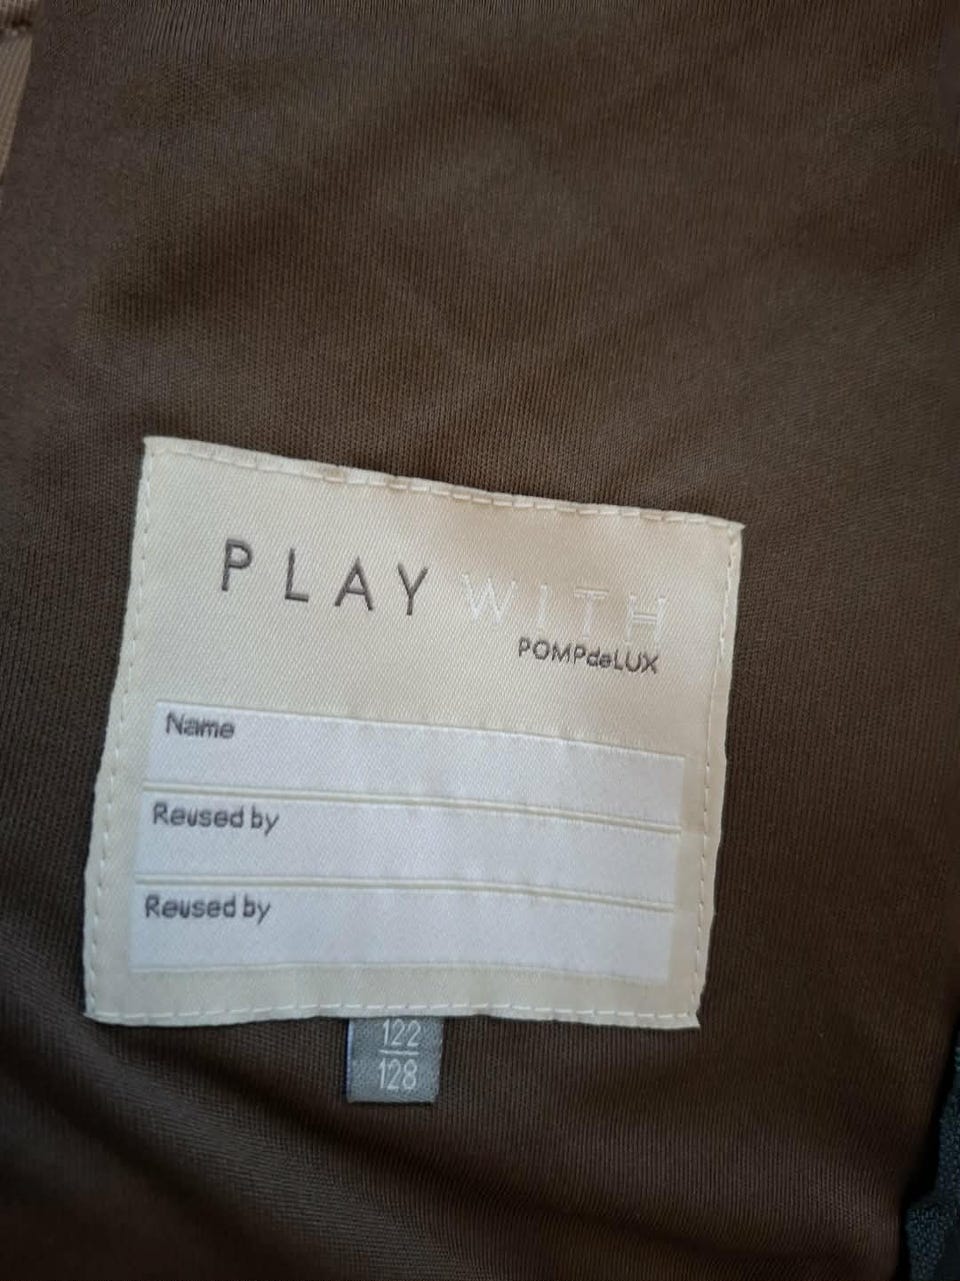 PLAY WITH
POMPdeLUX
Name
Reused by
Reused by
122
128